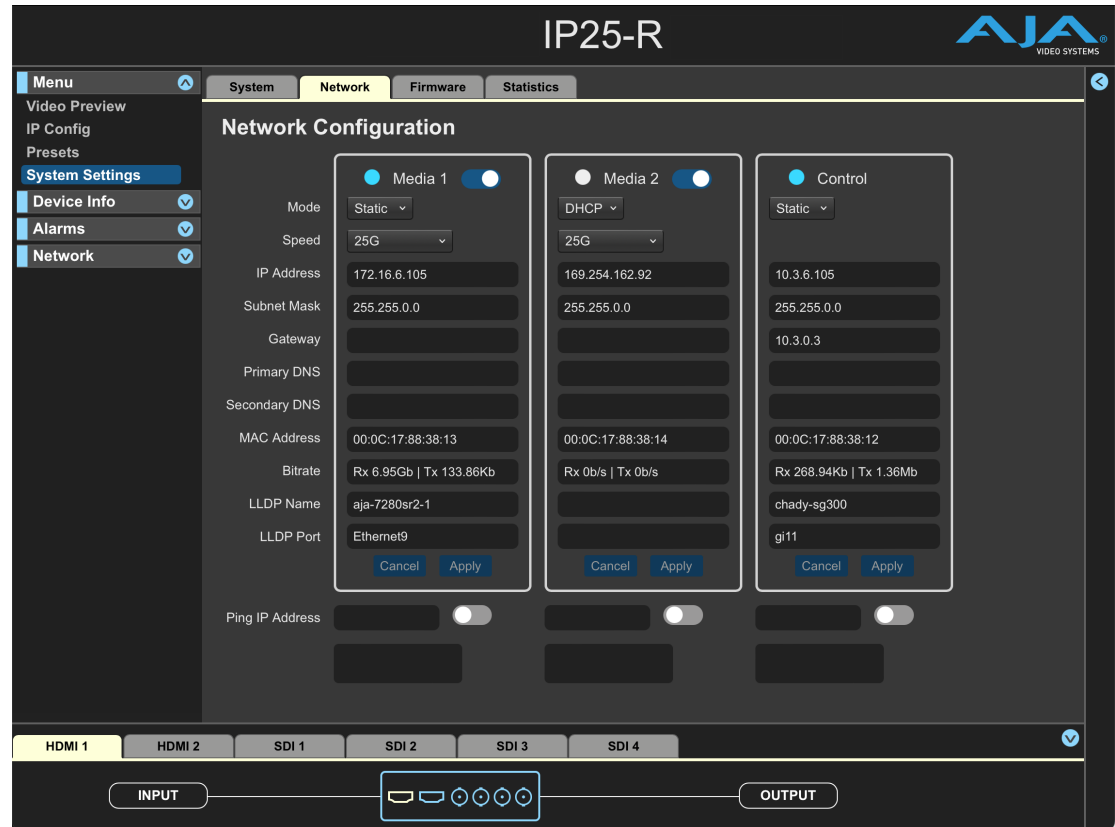 IP25-R
AJA
VIDEO SYSTEMS
Menu
Video Preview
IP Config
Presets
System Settings
Device Info
Alarms
Network
System Network Firmware Statistics
Network Configuration
Media 1 Media 2 Control
Mode Static DHCP Static
Speed 25G 25G
IP Address 172.16.6.105 169.254.162.92 10.3.6.105
Subnet Mask 255.255.0.0 255.255.0.0 255.255.0.0
Gateway 10.3.0.3
Primary DNS
Secondary DNS
MAC Address 00:0C:17:88:38:13 00:0C:17:88:38:14 00:0C:17:88:38:12
Bitrate Rx 6.95Gb | Tx 133.86Kb Rx 0b/s | Tx 0b/s Rx 268.94Kb | Tx 1.36Mb
LLDP Name aja-7280sr2-1 chady-sg300
LLDP Port Ethernet9 gi11
Cancel Apply Cancel Apply Cancel Apply
Ping IP Address
HDMI 1 HDMI 2 SDI 1 SDI 2 SDI 3 SDI 4
INPUT OUTPUT